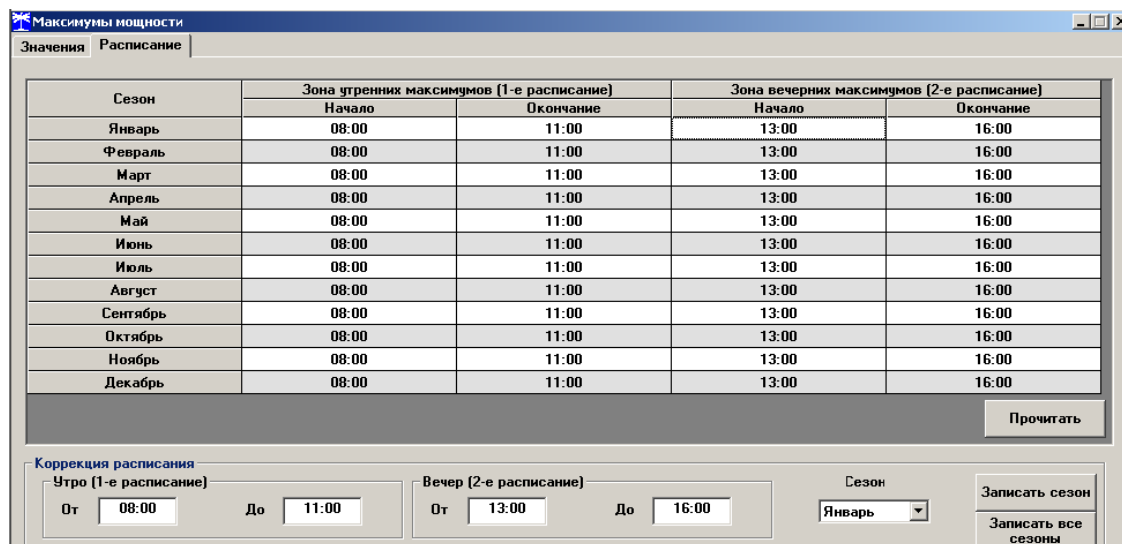 Максимумы мощности
Значения Расписание
Сезон Зона утренних максимумов (1-е расписание) Зона вечерних максимумов (2-е расписание)
Начало Окончание Начало Окончание
Январь 08:00 11:00 13:00 16:00
Февраль 08:00 11:00 13:00 16:00
Март 08:00 11:00 13:00 16:00
Апрель 08:00 11:00 13:00 16:00
Май 08:00 11:00 13:00 16:00
Июнь 08:00 11:00 13:00 16:00
Июль 08:00 11:00 13:00 16:00
Август 08:00 11:00 13:00 16:00
Сентябрь 08:00 11:00 13:00 16:00
Октябрь 08:00 11:00 13:00 16:00
Ноябрь 08:00 11:00 13:00 16:00
Декабрь 08:00 11:00 13:00 16:00
Прочитать
Коррекция расписания
Утро (1-е расписание) Вечер (2-е расписание) Сезон
От 08:00 До 11:00 От 13:00 До 16:00 Январь
Записать сезон
Записать все
сезоны